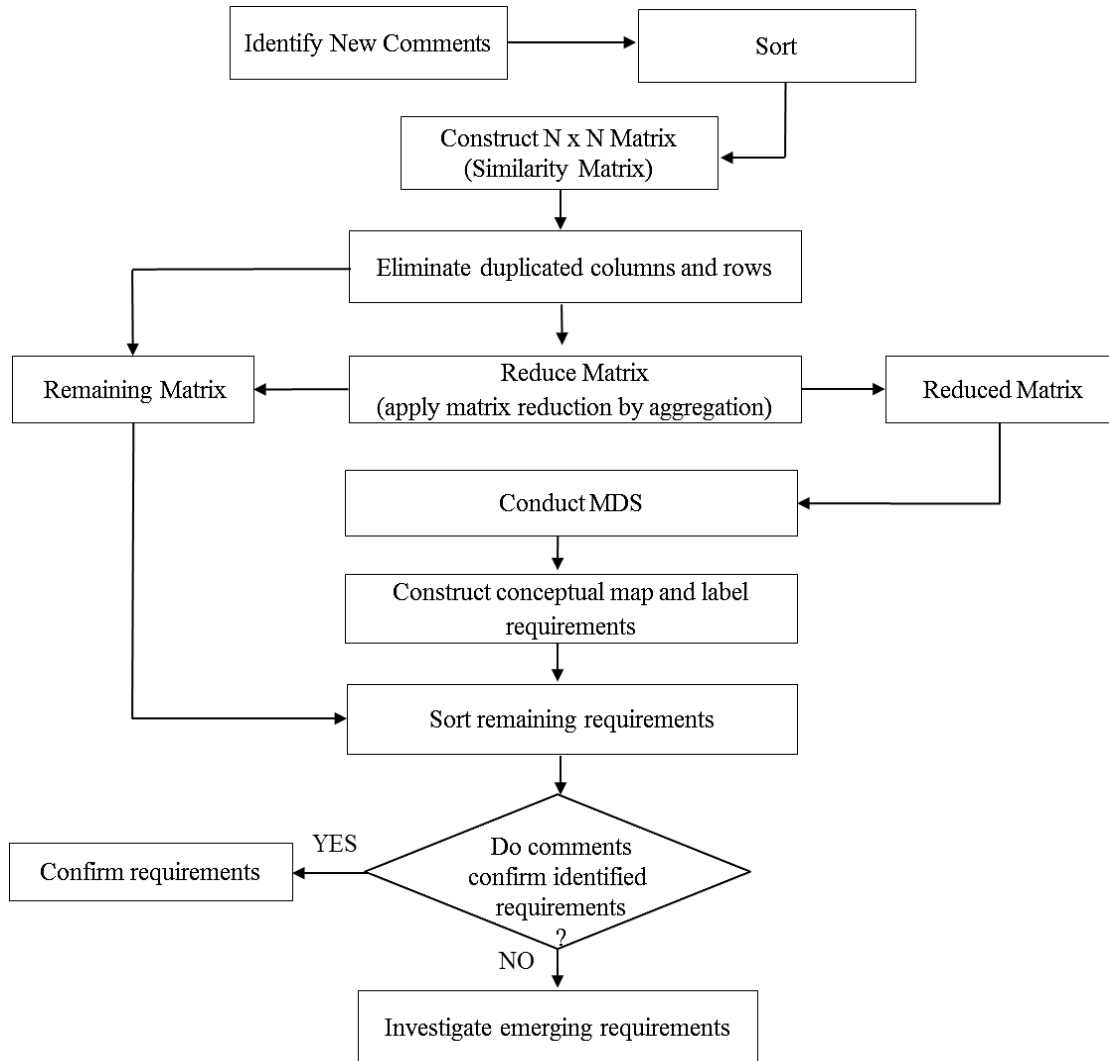 Identify New Comments
Sort
Construct N x N Matrix
(Similarity Matrix)
Eliminate duplicated columns and rows
Remaining Matrix
Reduce Matrix
(apply matrix reduction by aggregation)
Reduced Matrix
Conduct MDS
Construct conceptual map and label
requirements
Sort remaining requirements
YES
Confirm requirements
Do comments
confirm identified
requirements
?
NO
Investigate emerging requirements